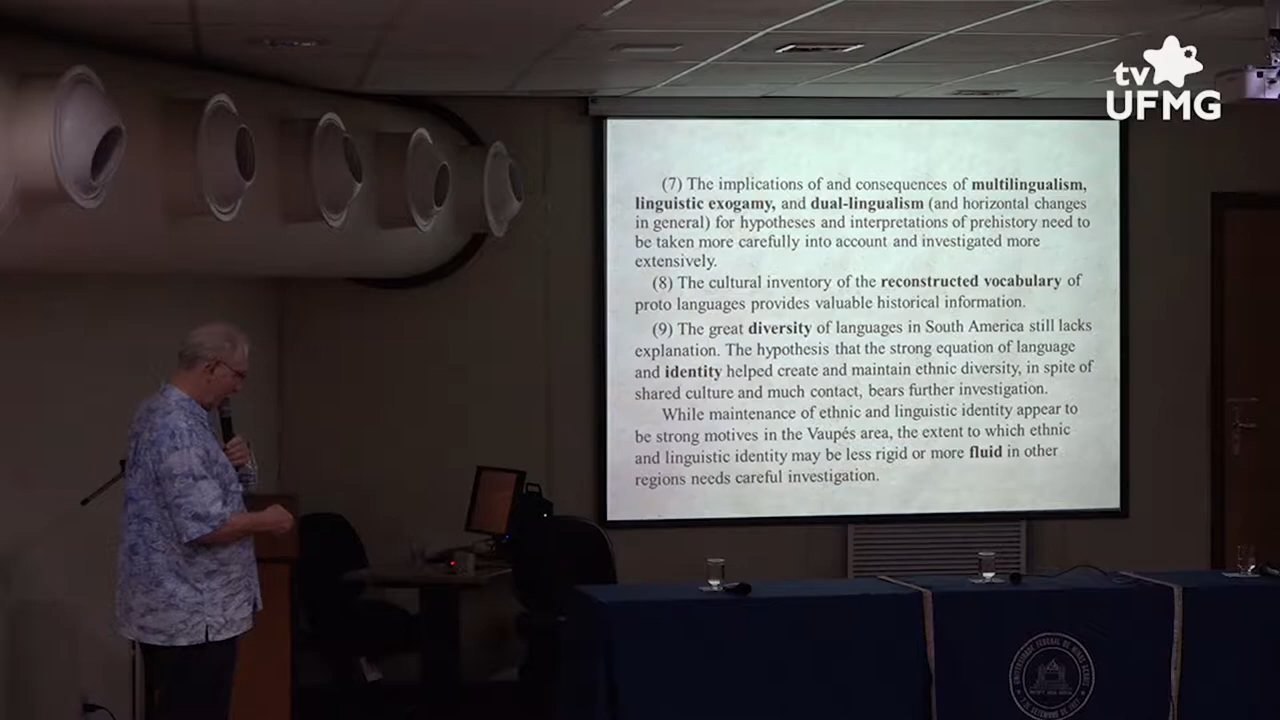 tv
UFMG
(7) The implications of and consequences of multilingualism,
linguistic exogamy, and dual-lingualism (and horizontal changes
in general) for hypotheses and interpretations of prehistory need to
be taken more carefully into account and investigated more
extensively.
(8) The cultural inventory of the reconstructed vocabulary of
proto languages provides valuable historical information.
(9) The great diversity of languages in South America still lacks
explanation. The hypothesis that the strong equation of language
and identity helped create and maintain ethnic diversity, in spite of
shared culture and much contact, bears further investigation.
While maintenance of ethnic and linguistic identity appear to
be strong motives in the Vaupés area, the extent to which ethnic
and linguistic identity may be less rigid or more fluid in other
regions needs careful investigation.
UNIVERSIDADE FEDERAL DE MINAS GERAIS